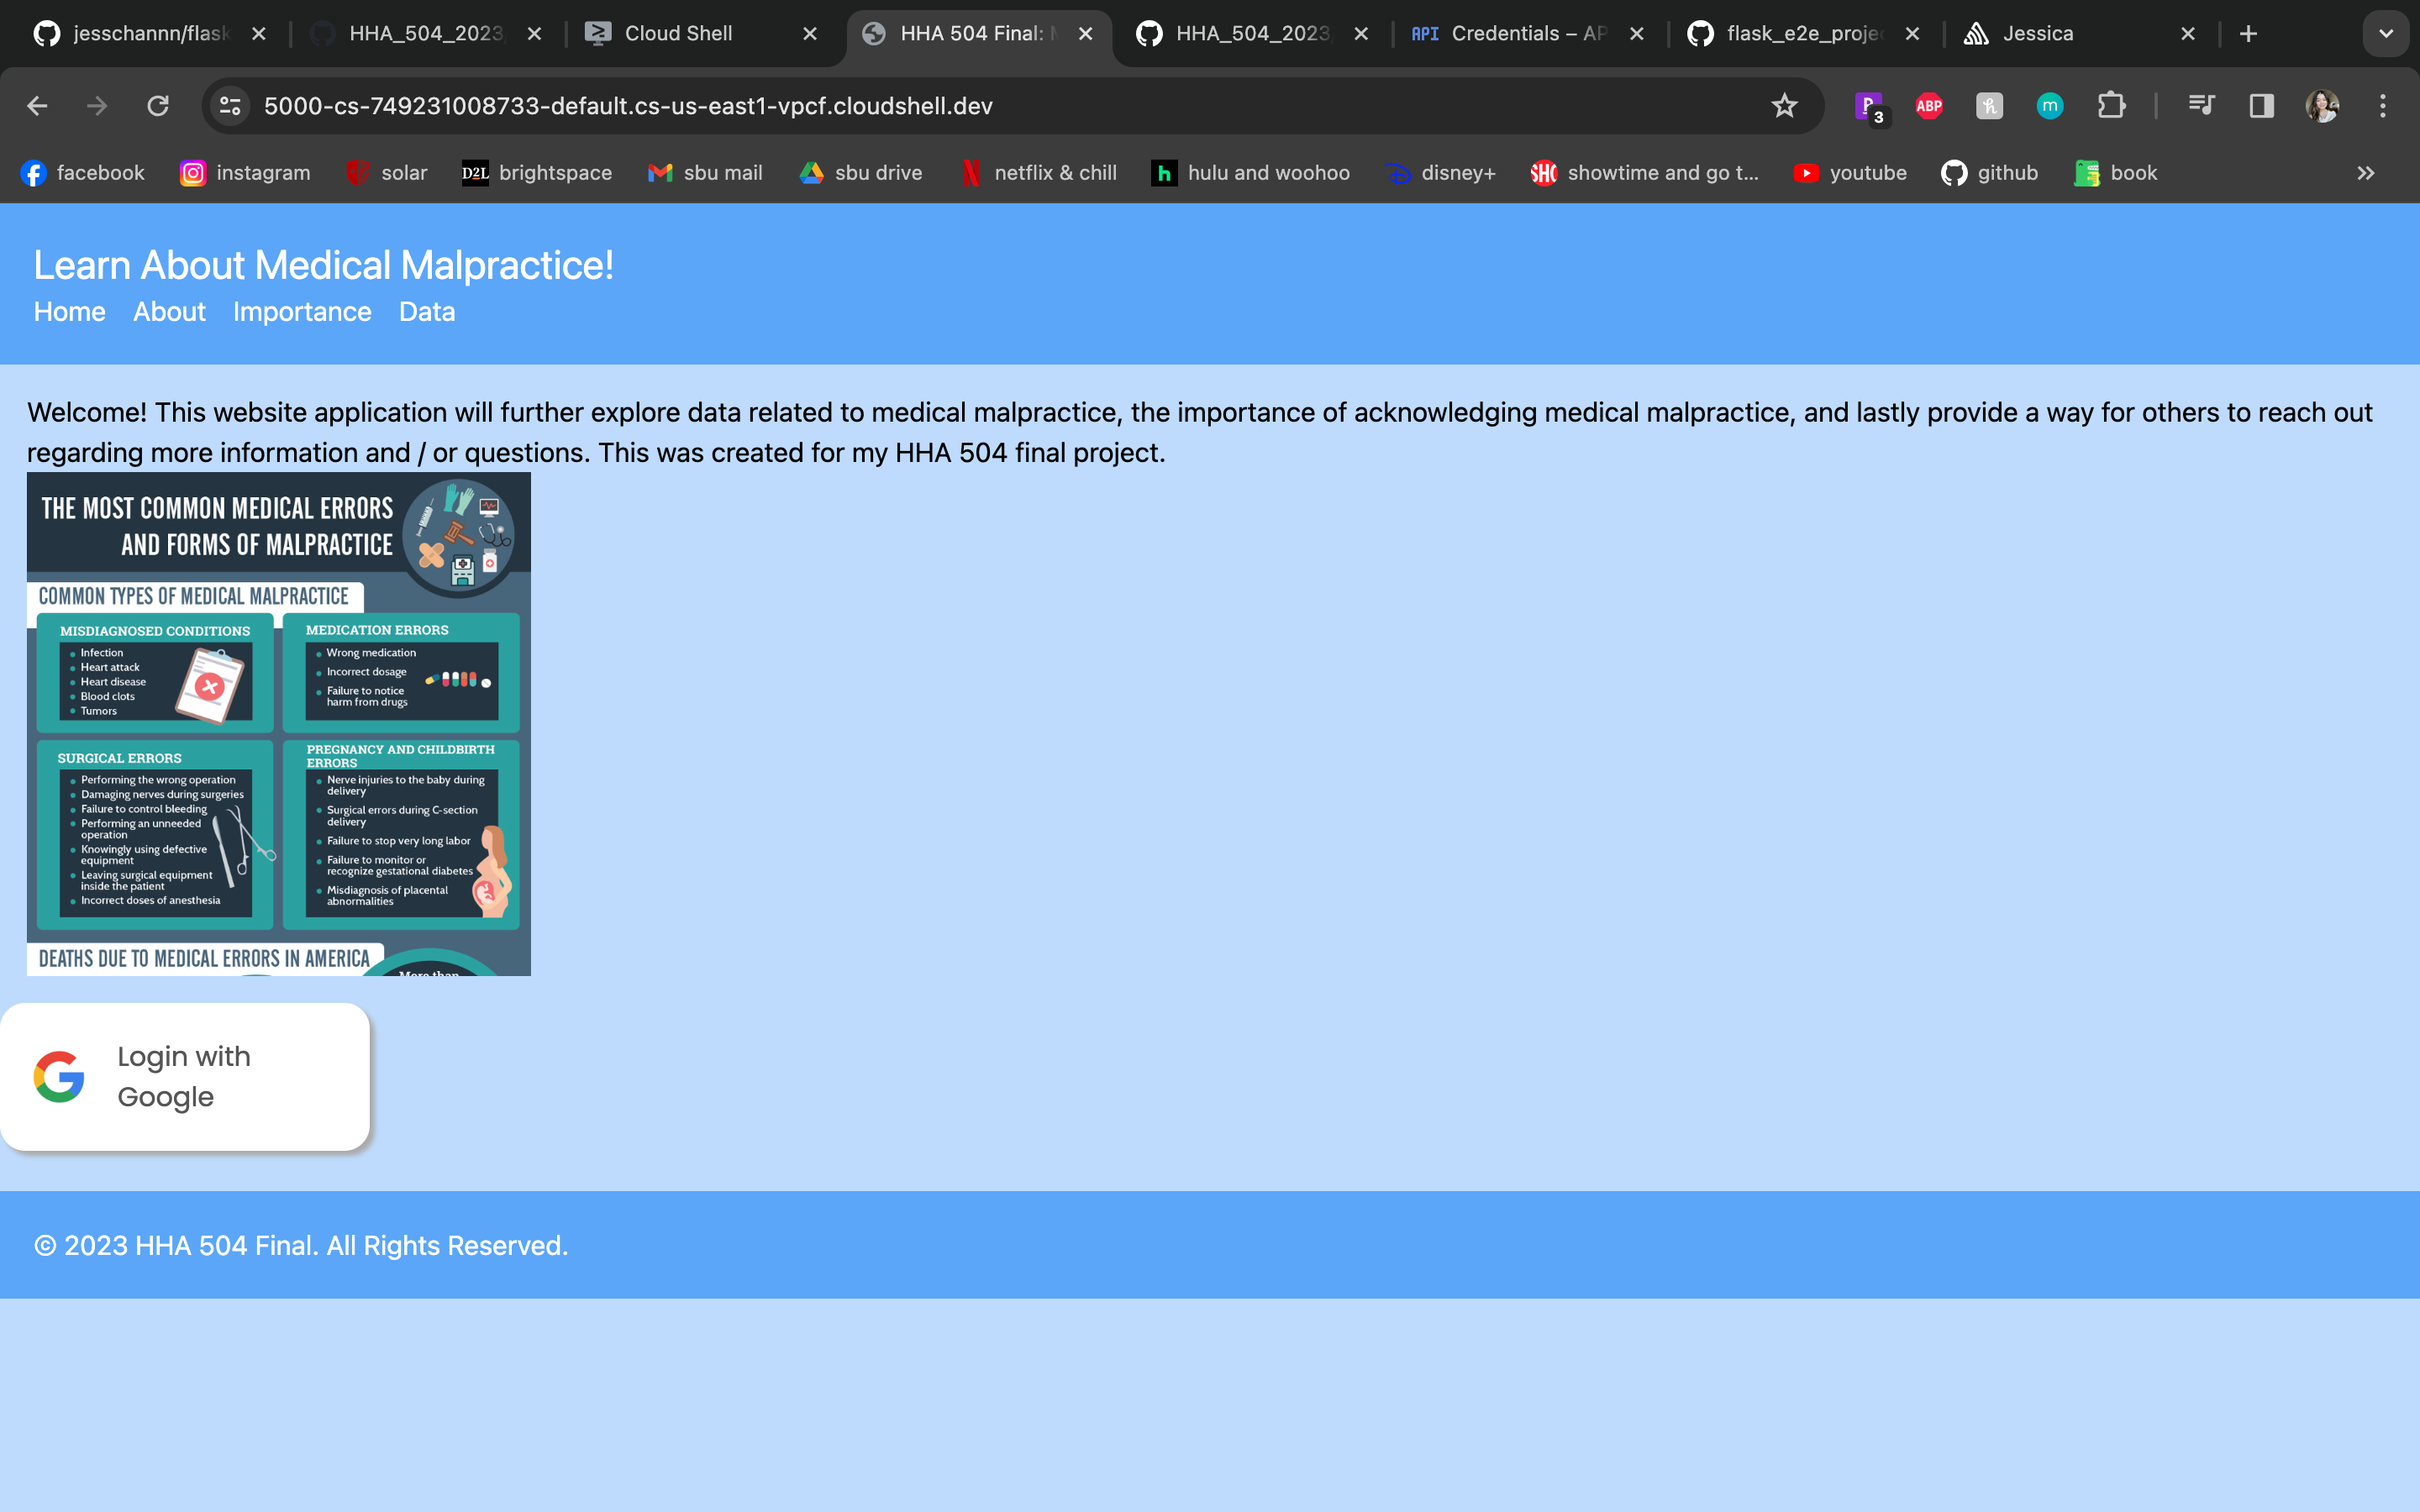 jesschannn/flask
HHA_504_2023
Cloud Shell
HHA 504 Final:
HHA_504_2023
API Credentials – AP
flask_e2e_proje
Jessica
5000-cs-749231008733-default.cs-us-east1-vpcf.cloudshell.dev
3
ABP
m
facebook
instagram
solar
D2L brightspace
sbu mail
sbu drive
netflix & chill
h hulu and woohoo
disney+
SHO showtime and go t...
youtube
github
book
Learn About Medical Malpractice!
Home About Importance Data
Welcome! This website application will further explore data related to medical malpractice, the importance of acknowledging medical malpractice, and lastly provide a way for others to reach out
regarding more information and / or questions. This was created for my HHA 504 final project.
THE MOST COMMON MEDICAL ERRORS
AND FORMS OF MALPRACTICE
COMMON TYPES OF MEDICAL MALPRACTICE
MISDIAGNOSED CONDITIONS
Infection
Heart attack
Heart disease
Blood clots
Tumors
MEDICATION ERRORS
Wrong medication
Incorrect dosage
Failure to notice
harm from drugs
SURGICAL ERRORS
Performing the wrong operation
Damaging nerves during surgeries
Failure to control bleeding
Performing an unneeded
operation
Knowingly using defective
equipment
Leaving surgical equipment
inside the patient
Incorrect doses of anesthesia
PREGNANCY AND CHILDBIRTH
ERRORS
Nerve injuries to the baby during
delivery
Surgical errors during C-section
delivery
Failure to stop very long labor
Failure to monitor or
recognize gestational diabetes
Misdiagnosis of placental
abnormalities
DEATHS DUE TO MEDICAL ERRORS IN AMERICA
More than
Login with
Google
© 2023 HHA 504 Final. All Rights Reserved.